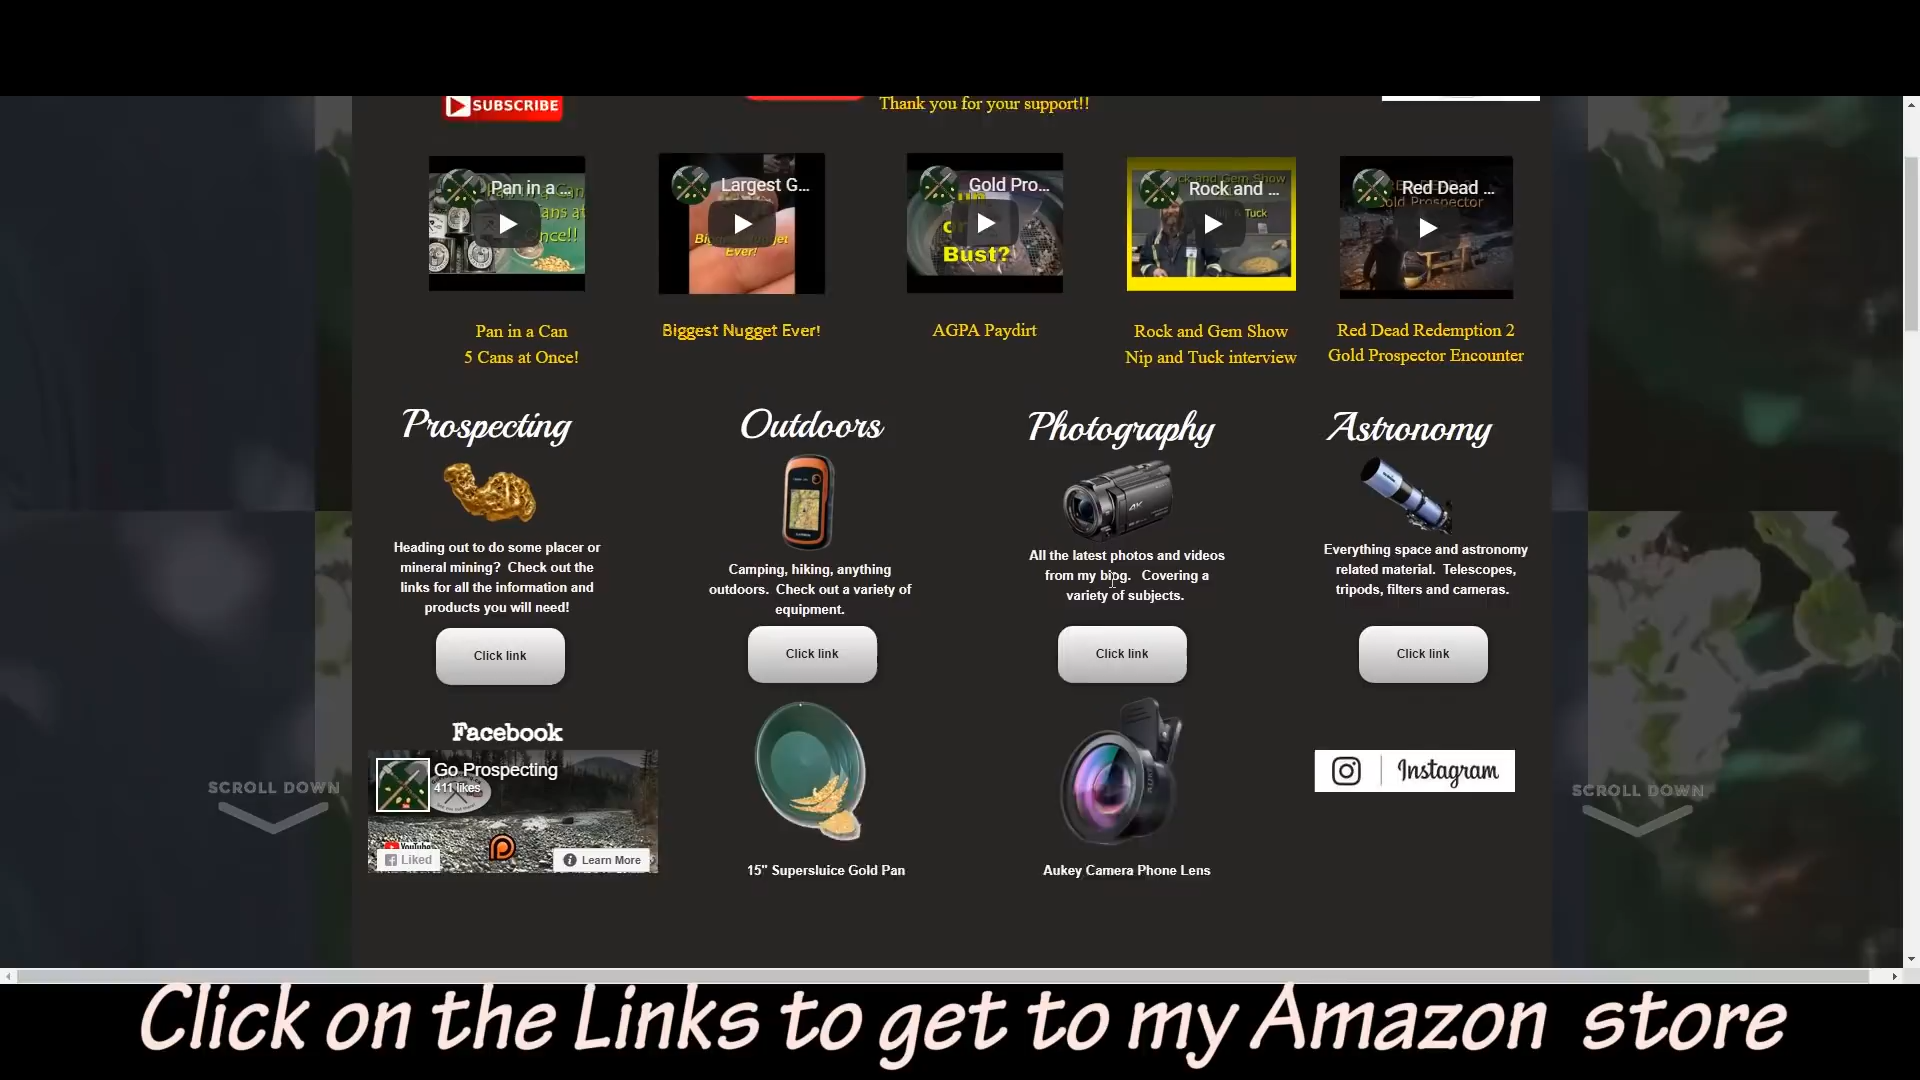 SUBSCRIBE
Thank you for your support!!
Pan in a ...
Largest G...
Gold Pro...
Rock and ...
Red Dead ...
Bust?
Pan in a Can
5 Cans at Once!
Biggest Nugget Ever!
AGPA Paydirt
Rock and Gem Show
Nip and Tuck interview
Red Dead Redemption 2
Gold Prospector Encounter
Prospecting
Outdoors
Photography
Astronomy
Heading out to do some placer or
mineral mining? Check out the
links for all the information and
products you will need!
Camping, hiking, anything
outdoors. Check out a variety of
equipment.
All the latest photos and videos
from my blog. Covering a
variety of subjects.
Everything space and astronomy
related material. Telescopes,
tripods, filters and cameras.
Click link
Click link
Click link
Click link
Facebook
Go Prospecting
411 likes
YouTube
Liked
Learn More
15" Supersluice Gold Pan
Aukey Camera Phone Lens
Instagram
SCROLL DOWN
SCROLL DOWN
Click on the Links to get to my Amazon store